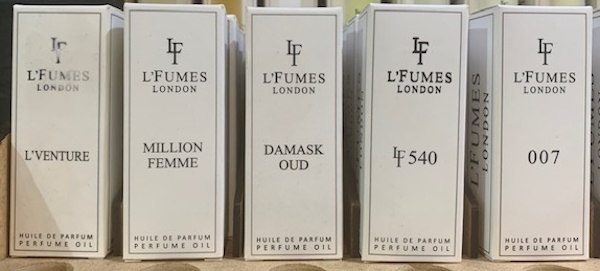 LF
L'FUMES
LONDON
L'VENTURE
HUILE DE PARFUM
PERFUME OIL
LF
L'FUMES
LONDON
MILLION
FEMME
HUILE DE PARFUM
PERFUME OIL
LF
L'FUMES
LONDON
DAMASK
OUD
HUILE DE PARFUM
PERFUME OIL
LF
L'FUMES
LONDON
LF 540
HUILE DE PARFUM
PERFUME OIL
L'FUMES
LONDON
LF
L'FUMES
LONDON
007
HUILE DE PARFUM
PERFUME OIL